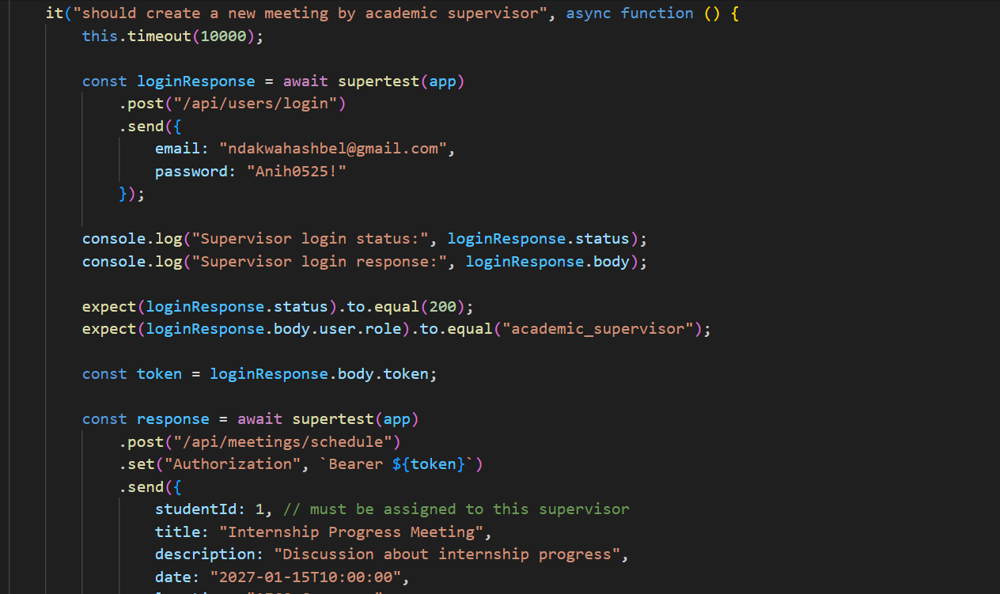 it("should create a new meeting by academic supervisor", async function () {
this.timeout(10000);
const loginResponse = await supertest(app)
.post("/api/users/login")
.send({
email: "ndakwahashbel@gmail.com",
password: "Anih0525!"
});
console.log("Supervisor login status:", loginResponse.status);
console.log("Supervisor login response:", loginResponse.body);
expect(loginResponse.status).to.equal(200);
expect(loginResponse.body.user.role).to.equal("academic_supervisor");
const token = loginResponse.body.token;
const response = await supertest(app)
.post("/api/meetings/schedule")
.set("Authorization", `Bearer ${token}`)
.send({
studentId: 1, // must be assigned to this supervisor
title: "Internship Progress Meeting",
description: "Discussion about internship progress",
date: "2027-01-15T10:00:00",